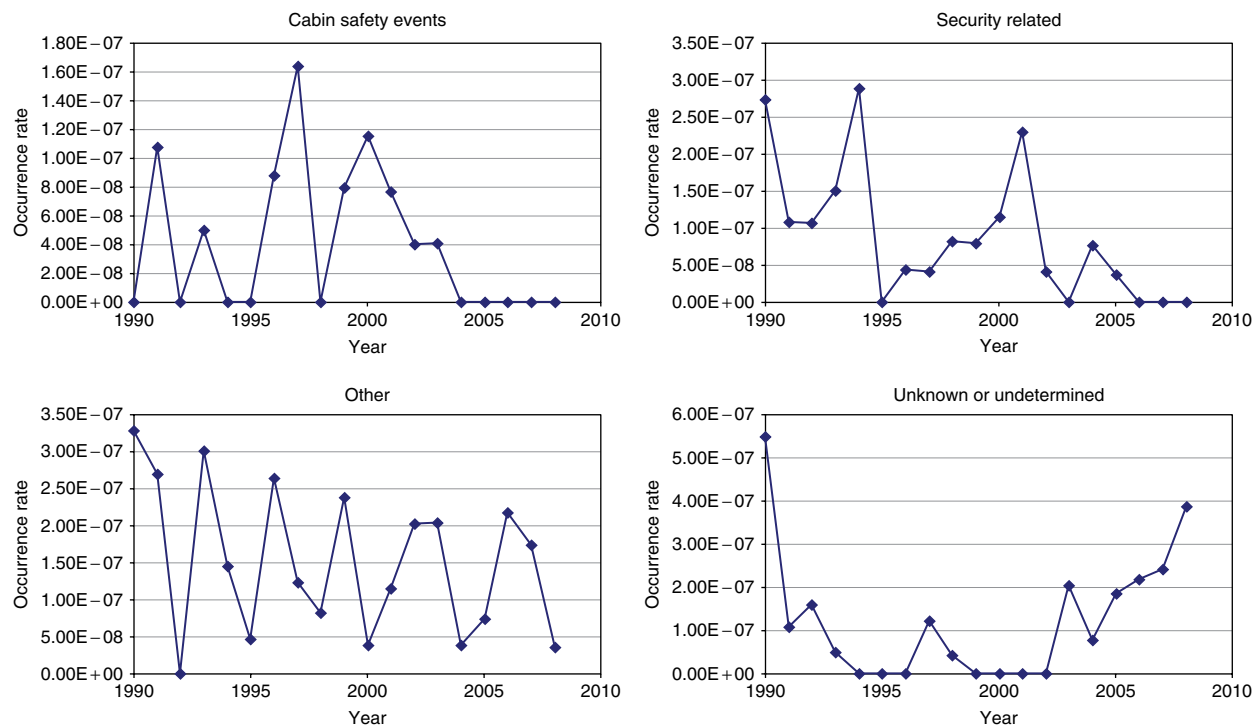 Cabin safety events
Occurrence rate
1.80E−07
1.60E−07
1.40E−07
1.20E−07
1.00E−07
8.00E−08
6.00E−08
4.00E−08
2.00E−08
0.00E+00
1990 1995 2000 2005 2010
Year
Security related
Occurrence rate
3.50E−07
3.00E−07
2.50E−07
2.00E−07
1.50E−07
1.00E−07
5.00E−08
0.00E+00
1990 1995 2000 2005 2010
Year
Other
Occurrence rate
3.50E−07
3.00E−07
2.50E−07
2.00E−07
1.50E−07
1.00E−07
5.00E−08
0.00E+00
1990 1995 2000 2005 2010
Year
Unknown or undetermined
Occurrence rate
6.00E−07
5.00E−07
4.00E−07
3.00E−07
2.00E−07
1.00E−07
0.00E+00
1990 1995 2000 2005 2010
Year